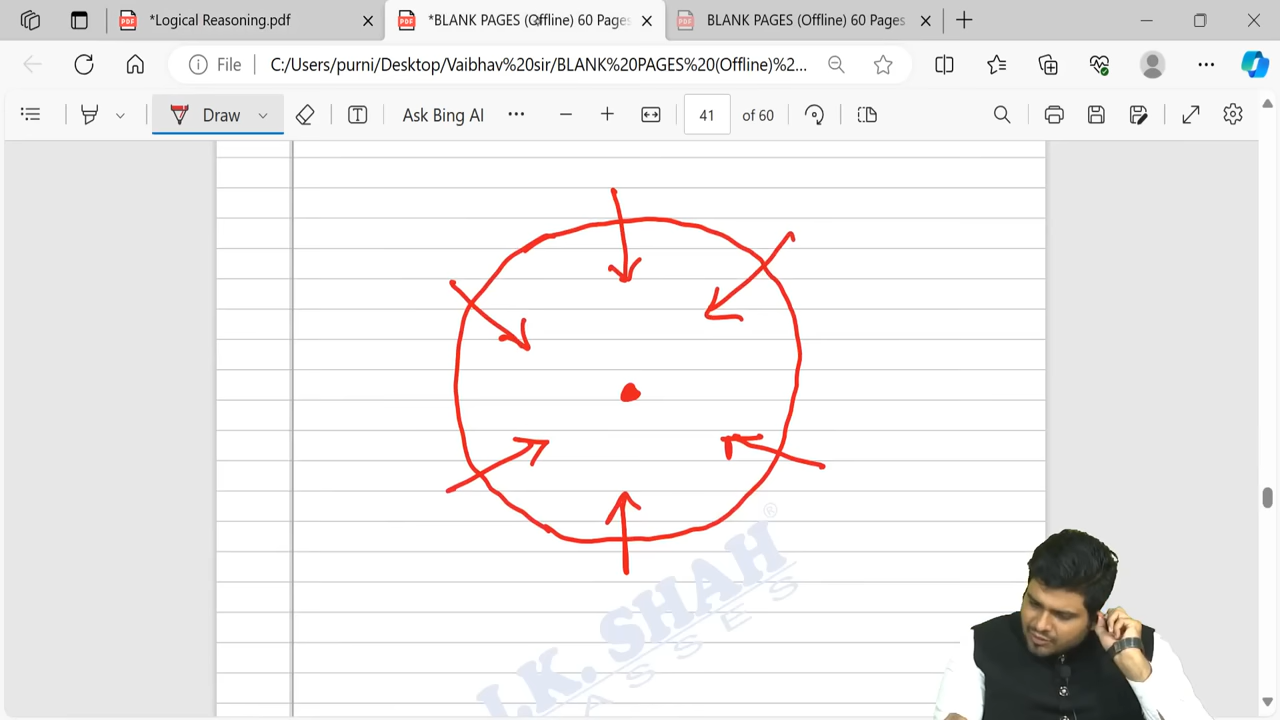 *Logical Reasoning.pdf
*BLANK PAGES (Offline) 60 Pages
BLANK PAGES (Offline) 60 Pages
File
C:/Users/purni/Desktop/Vaibhav%20sir/BLANK%20PAGES%20(Offline)%2...
Draw
Ask Bing AI
41
of 60
J.K. SHAH®
ASSES